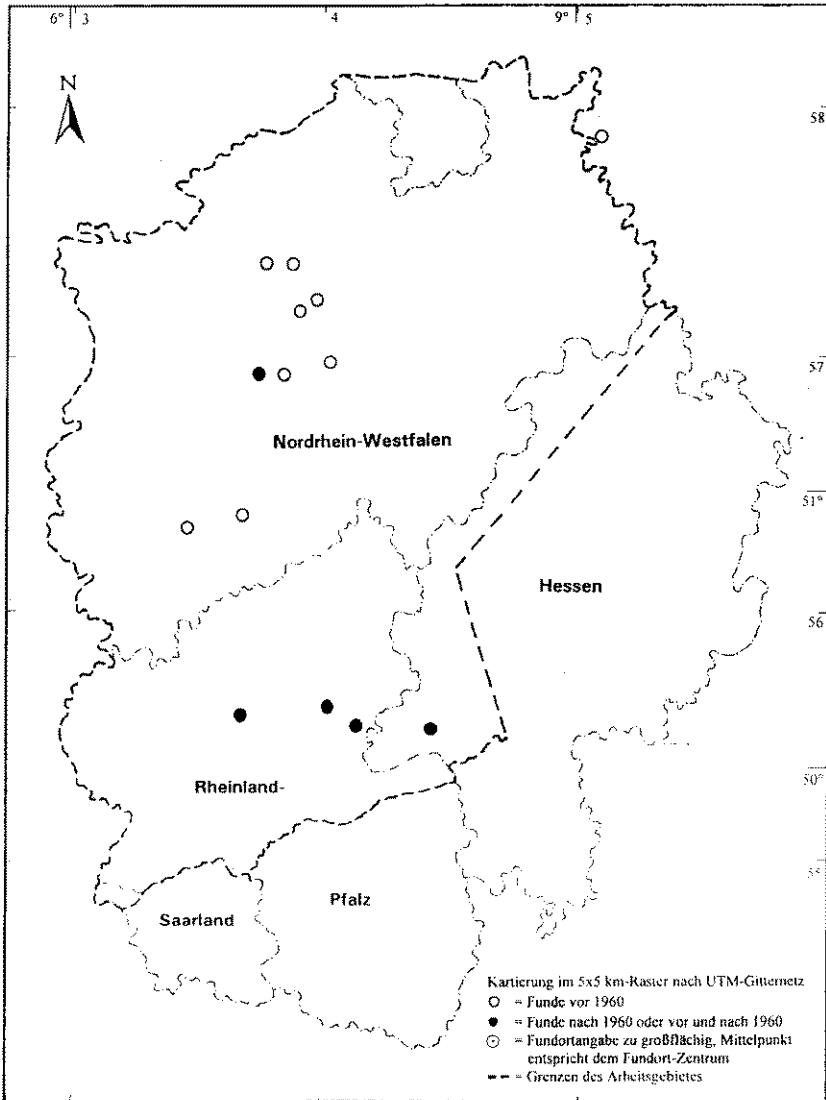 6° 3 4 9° 5
N
58
57
Nordrhein-Westfalen
51°
Hessen
56
Rheinland-
50°
Pfalz
Saarland
Kartierung im 5x5 km-Raster nach UTM-Gitternetz
○ = Funde vor 1960
● = Funde nach 1960 oder vor und nach 1960
⊙ = Fundortangabe zu großflächig, Mittelpunkt
entspricht dem Fundort-Zentrum
= Grenzen des Arbeitsgebietes